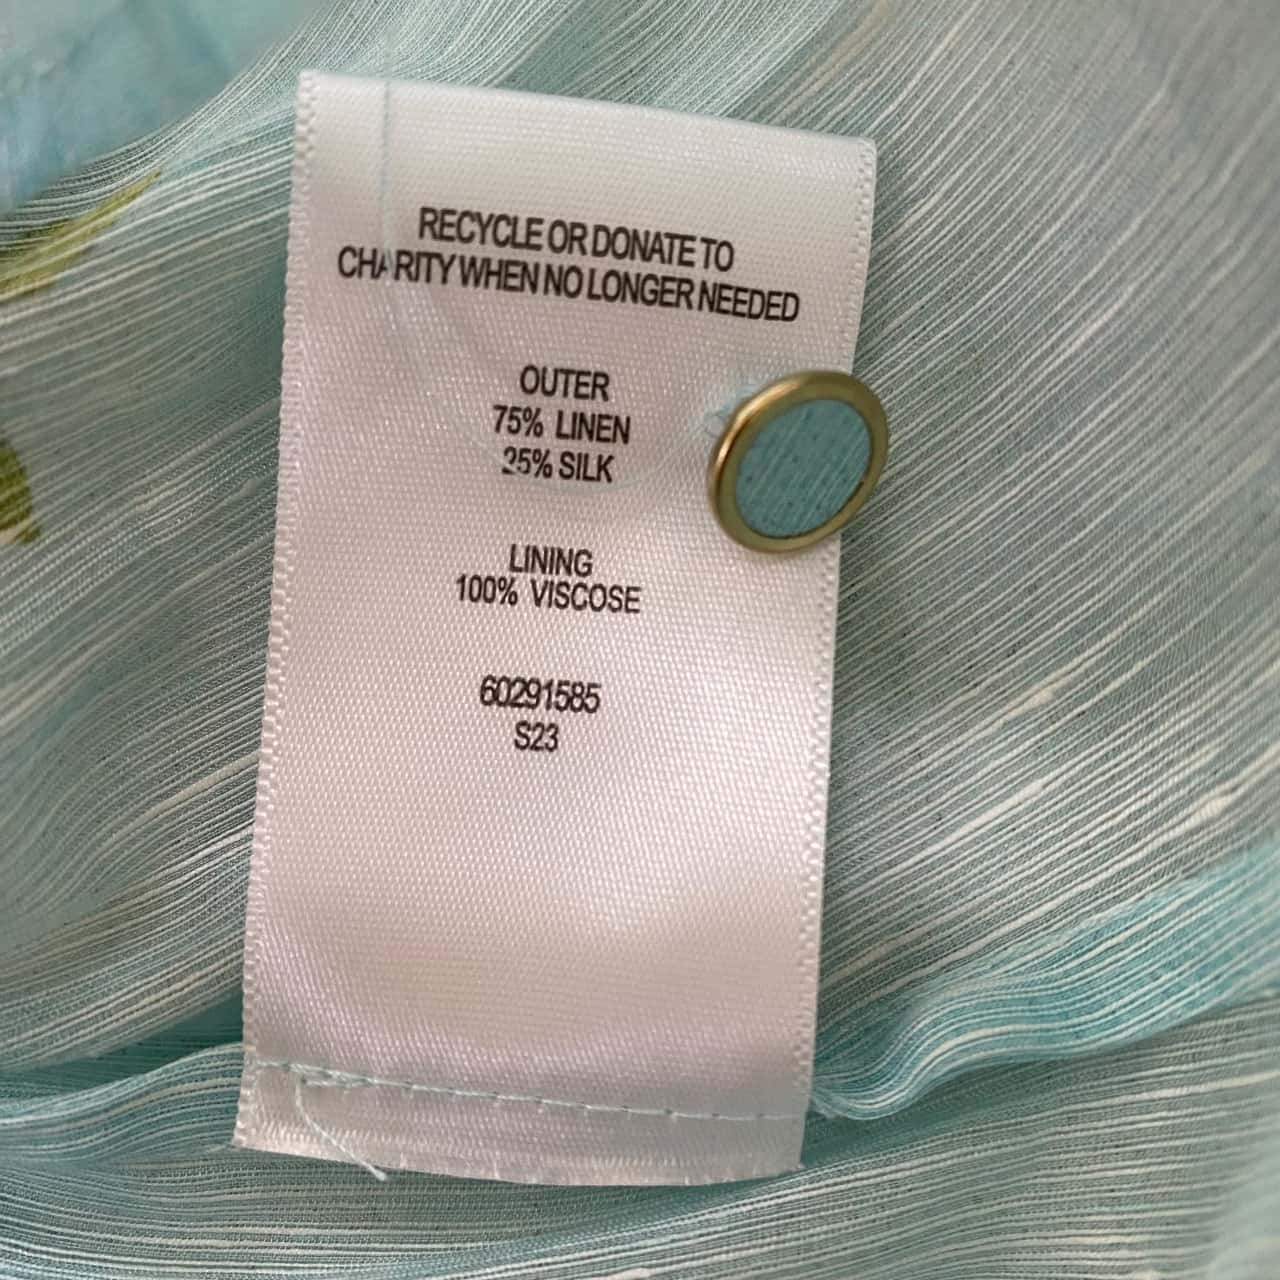 RECYCLE OR DONATE TO
CHARITY WHEN NO LONGER NEEDED
OUTER
75% LINEN
25% SILK
LINING
100% VISCOSE
60291585
S23